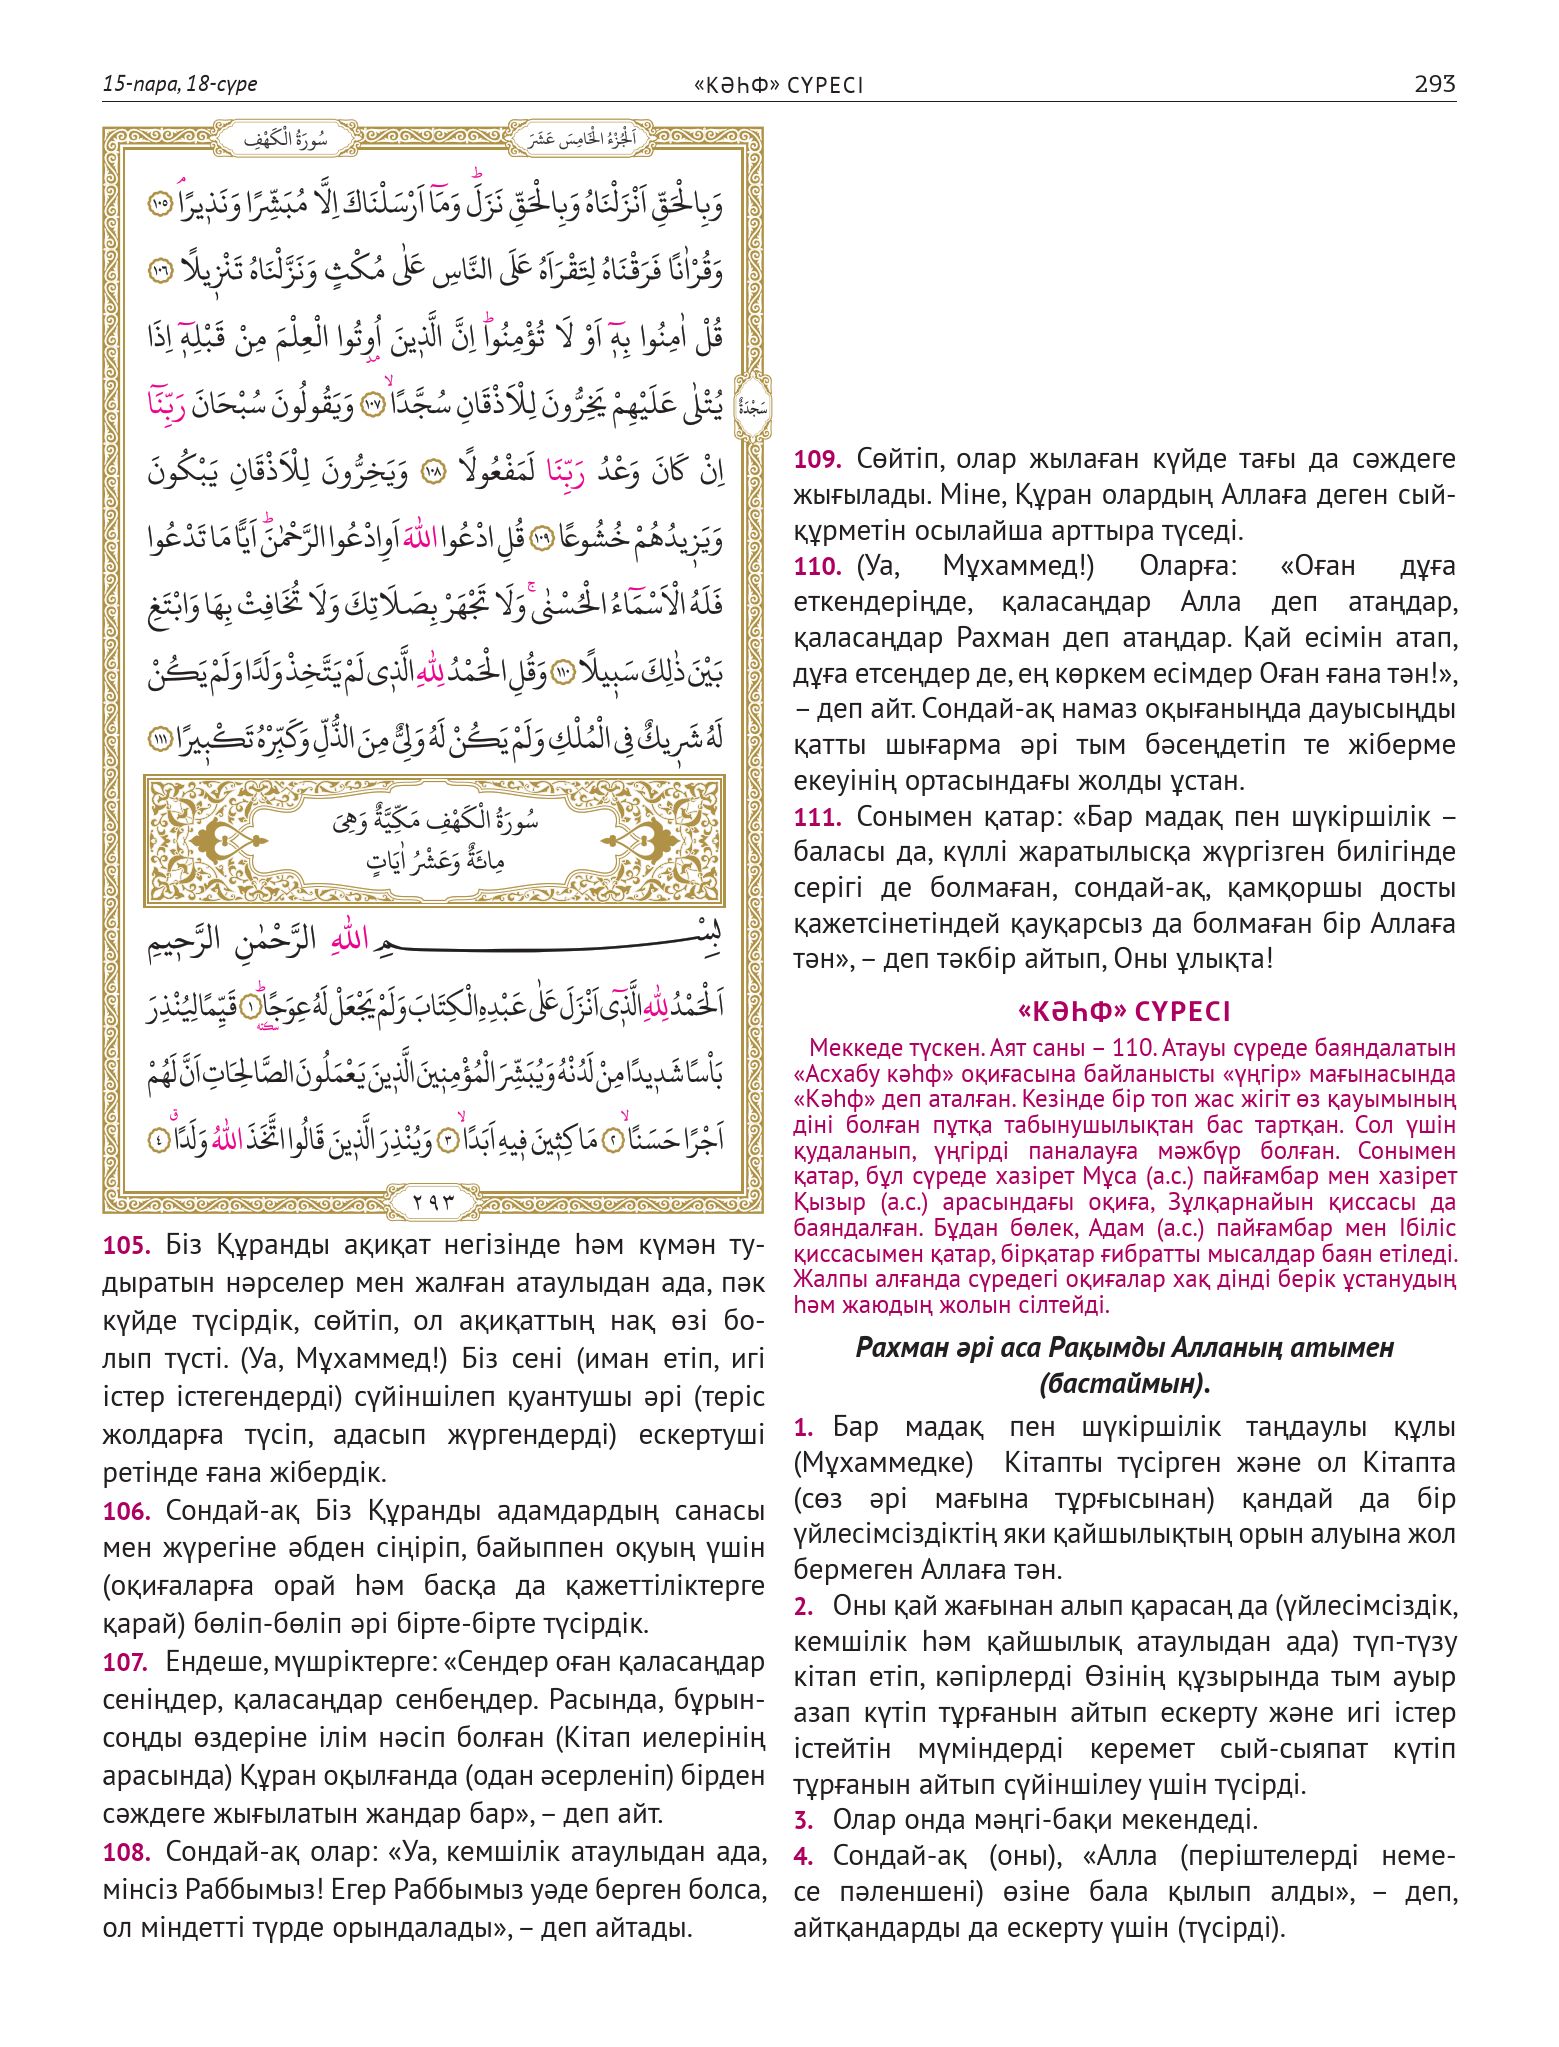 15-пара, 18-сүре
«КӘҺФ» СҮРЕСІ
293
سُورَةُ الْكَهْفِ
اَلْجُزْءُ الْخَامِسَ عَشَرَ
وَبِالْحَقِّ اَنْزَلْنَاهُ وَبِالْحَقِّ نَزَلَۜ وَمَٓا اَرْسَلْنَاكَ اِلَّا مُبَشِّرًا وَنَذ۪يرًاۢ ﴿١٠٥﴾
وَقُرْاٰنًا فَرَقْنَاهُ لِتَقْرَاَهُ عَلَى النَّاسِ عَلٰى مُكْثٍ وَنَزَّلْنَاهُ تَنْز۪يلًا ﴿١٠٦﴾
قُلْ اٰمِنُوا بِه۪ٓ اَوْ لَا تُؤْمِنُواۜ اِنَّ الَّذ۪ينَ اُو۫تُوا الْعِلْمَ مِنْ قَبْلِه۪ٓ اِذَا
يُتْلٰى عَلَيْهِمْ يَخِرُّونَ لِلْاَذْقَانِ سُجَّدًاۙ ﴿١٠٧﴾ وَيَقُولُونَ سُبْحَانَ رَبِّنَٓا
سَجْدَةٌ
اِنْ كَانَ وَعْدُ رَبِّنَا لَمَفْعُولًا ﴿١٠٨﴾ وَيَخِرُّونَ لِلْاَذْقَانِ يَبْكُونَ
وَيَز۪يدُهُمْ خُشُوعًا ﴿١٠٩﴾ قُلِ ادْعُوا اللّٰهَ اَوِ ادْعُوا الرَّحْمٰنَۜ اَيًّا مَا تَدْعُوا
فَلَهُ الْاَسْمَٓاءُ الْحُسْنٰىۚ وَلَا تَجْهَرْ بِصَلَاتِكَ وَلَا تُخَافِتْ بِهَا وَابْتَغِ
بَيْنَ ذٰلِكَ سَب۪يلًا ﴿١١٠﴾ وَقُلِ الْحَمْدُ لِلّٰهِ الَّذ۪ى لَمْ يَتَّخِذْ وَلَدًا وَلَمْ يَكُنْ
لَهُ شَر۪يكٌ فِى الْمُلْكِ وَلَمْ يَكُنْ لَهُ وَلِىٌّ مِنَ الذُّلِّ وَكَبِّرْهُ تَكْب۪يرًا ﴿١١١﴾
سُورَةُ الْكَهْفِ مَكِّيَّةٌ وَهِىَ
مِائَةٌ وَعَشْرُ اٰيَاتٍ
بِسْمِ اللّٰهِ الرَّحْمٰنِ الرَّح۪يمِ
اَلْحَمْدُ لِلّٰهِ الَّذ۪ٓى اَنْزَلَ عَلٰى عَبْدِهِ الْكِتَابَ وَلَمْ يَجْعَلْ لَهُ عِوَجًاۜ ﴿١﴾ قَيِّمًا لِيُنْذِرَ
بَاْسًا شَد۪يدًا مِنْ لَدُنْهُ وَيُبَشِّرَ الْمُؤْمِن۪ينَ الَّذ۪ينَ يَعْمَلُونَ الصَّالِحَاتِ اَنَّ لَهُمْ
اَجْرًا حَسَنًاۙ ﴿٢﴾ مَاكِث۪ينَ ف۪يهِ اَبَدًاۙ ﴿٣﴾ وَيُنْذِرَ الَّذ۪ينَ قَالُوا اتَّخَذَ اللّٰهُ وَلَدًاۗ ﴿٤﴾
٢٩٣
105. Біз Құранды ақиқат негізінде һәм күмән ту-
дыратын нәрселер мен жалған атаулыдан ада, пәк
күйде түсірдік, сөйтіп, ол ақиқаттың нақ өзі бо-
лып түсті. (Уа, Мұхаммед!) Біз сені (иман етіп, игі
істер істегендерді) сүйіншілеп қуантушы әрі (теріс
жолдарға түсіп, адасып жүргендерді) ескертуші
ретінде ғана жібердік.
106. Сондай-ақ Біз Құранды адамдардың санасы
мен жүрегіне әбден сіңіріп, байыппен оқуың үшін
(оқиғаларға орай һәм басқа да қажеттіліктерге
қарай) бөліп-бөліп әрі бірте-бірте түсірдік.
107. Ендеше, мүшріктерге: «Сендер оған қаласаңдар
сеніңдер, қаласаңдар сенбеңдер. Расында, бұрын-
соңды өздеріне ілім нәсіп болған (Кітап иелерінің
арасында) Құран оқылғанда (одан әсерленіп) бірден
сәждеге жығылатын жандар бар», – деп айт.
108. Сондай-ақ олар: «Уа, кемшілік атаулыдан ада,
мінсіз Раббымыз! Егер Раббымыз уәде берген болса,
ол міндетті түрде орындалады», – деп айтады.
109. Сөйтіп, олар жылаған күйде тағы да сәждеге
жығылады. Міне, Құран олардың Аллаға деген сый-
құрметін осылайша арттыра түседі.
110. (Уа, Мұхаммед!) Оларға: «Оған дұға
еткендеріңде, қаласаңдар Алла деп атаңдар,
қаласаңдар Рахман деп атаңдар. Қай есімін атап,
дұға етсеңдер де, ең көркем есімдер Оған ғана тән!»,
– деп айт. Сондай-ақ намаз оқығаныңда дауысыңды
қатты шығарма әрі тым бәсеңдетіп те жіберме
екеуінің ортасындағы жолды ұстан.
111. Сонымен қатар: «Бар мадақ пен шүкіршілік –
баласы да, күллі жаратылысқа жүргізген билігінде
серігі де болмаған, сондай-ақ, қамқоршы досты
қажетсінетіндей қауқарсыз да болмаған бір Аллаға
тән», – деп тәкбір айтып, Оны ұлықта!
«КӘҺФ» СҮРЕСІ
Меккеде түскен. Аят саны – 110. Атауы сүреде баяндалатын
«Асхабу кәһф» оқиғасына байланысты «үңгір» мағынасында
«Кәһф» деп аталған. Кезінде бір топ жас жігіт өз қауымының
діні болған пұтқа табынушылықтан бас тартқан. Сол үшін
қудаланып, үңгірді паналауға мәжбүр болған. Сонымен
қатар, бұл сүреде хазірет Мұса (а.с.) пайғамбар мен хазірет
Қызыр (а.с.) арасындағы оқиға, Зұлқарнайын қиссасы да
баяндалған. Бұдан бөлек, Адам (а.с.) пайғамбар мен Ібіліс
қиссасымен қатар, бірқатар ғибратты мысалдар баян етіледі.
Жалпы алғанда сүредегі оқиғалар хақ дінді берік ұстанудың
һәм жаюдың жолын сілтейді.
Рахман әрі аса Рақымды Алланың атымен
(бастаймын).
1. Бар мадақ пен шүкіршілік таңдаулы құлы
(Мұхаммедке) Кітапты түсірген және ол Кітапта
(сөз әрі мағына тұрғысынан) қандай да бір
үйлесімсіздіктің яки қайшылықтың орын алуына жол
бермеген Аллаға тән.
2. Оны қай жағынан алып қарасаң да (үйлесімсіздік,
кемшілік һәм қайшылық атаулыдан ада) түп-түзу
кітап етіп, кәпірлерді Өзінің құзырында тым ауыр
азап күтіп тұрғанын айтып ескерту және игі істер
істейтін мүміндерді керемет сый-сыяпат күтіп
тұрғанын айтып сүйіншілеу үшін түсірді.
3. Олар онда мәңгі-бақи мекендеді.
4. Сондай-ақ (оны), «Алла (періштелерді неме-
се пәленшені) өзіне бала қылып алды», – деп,
айтқандарды да ескерту үшін (түсірді).